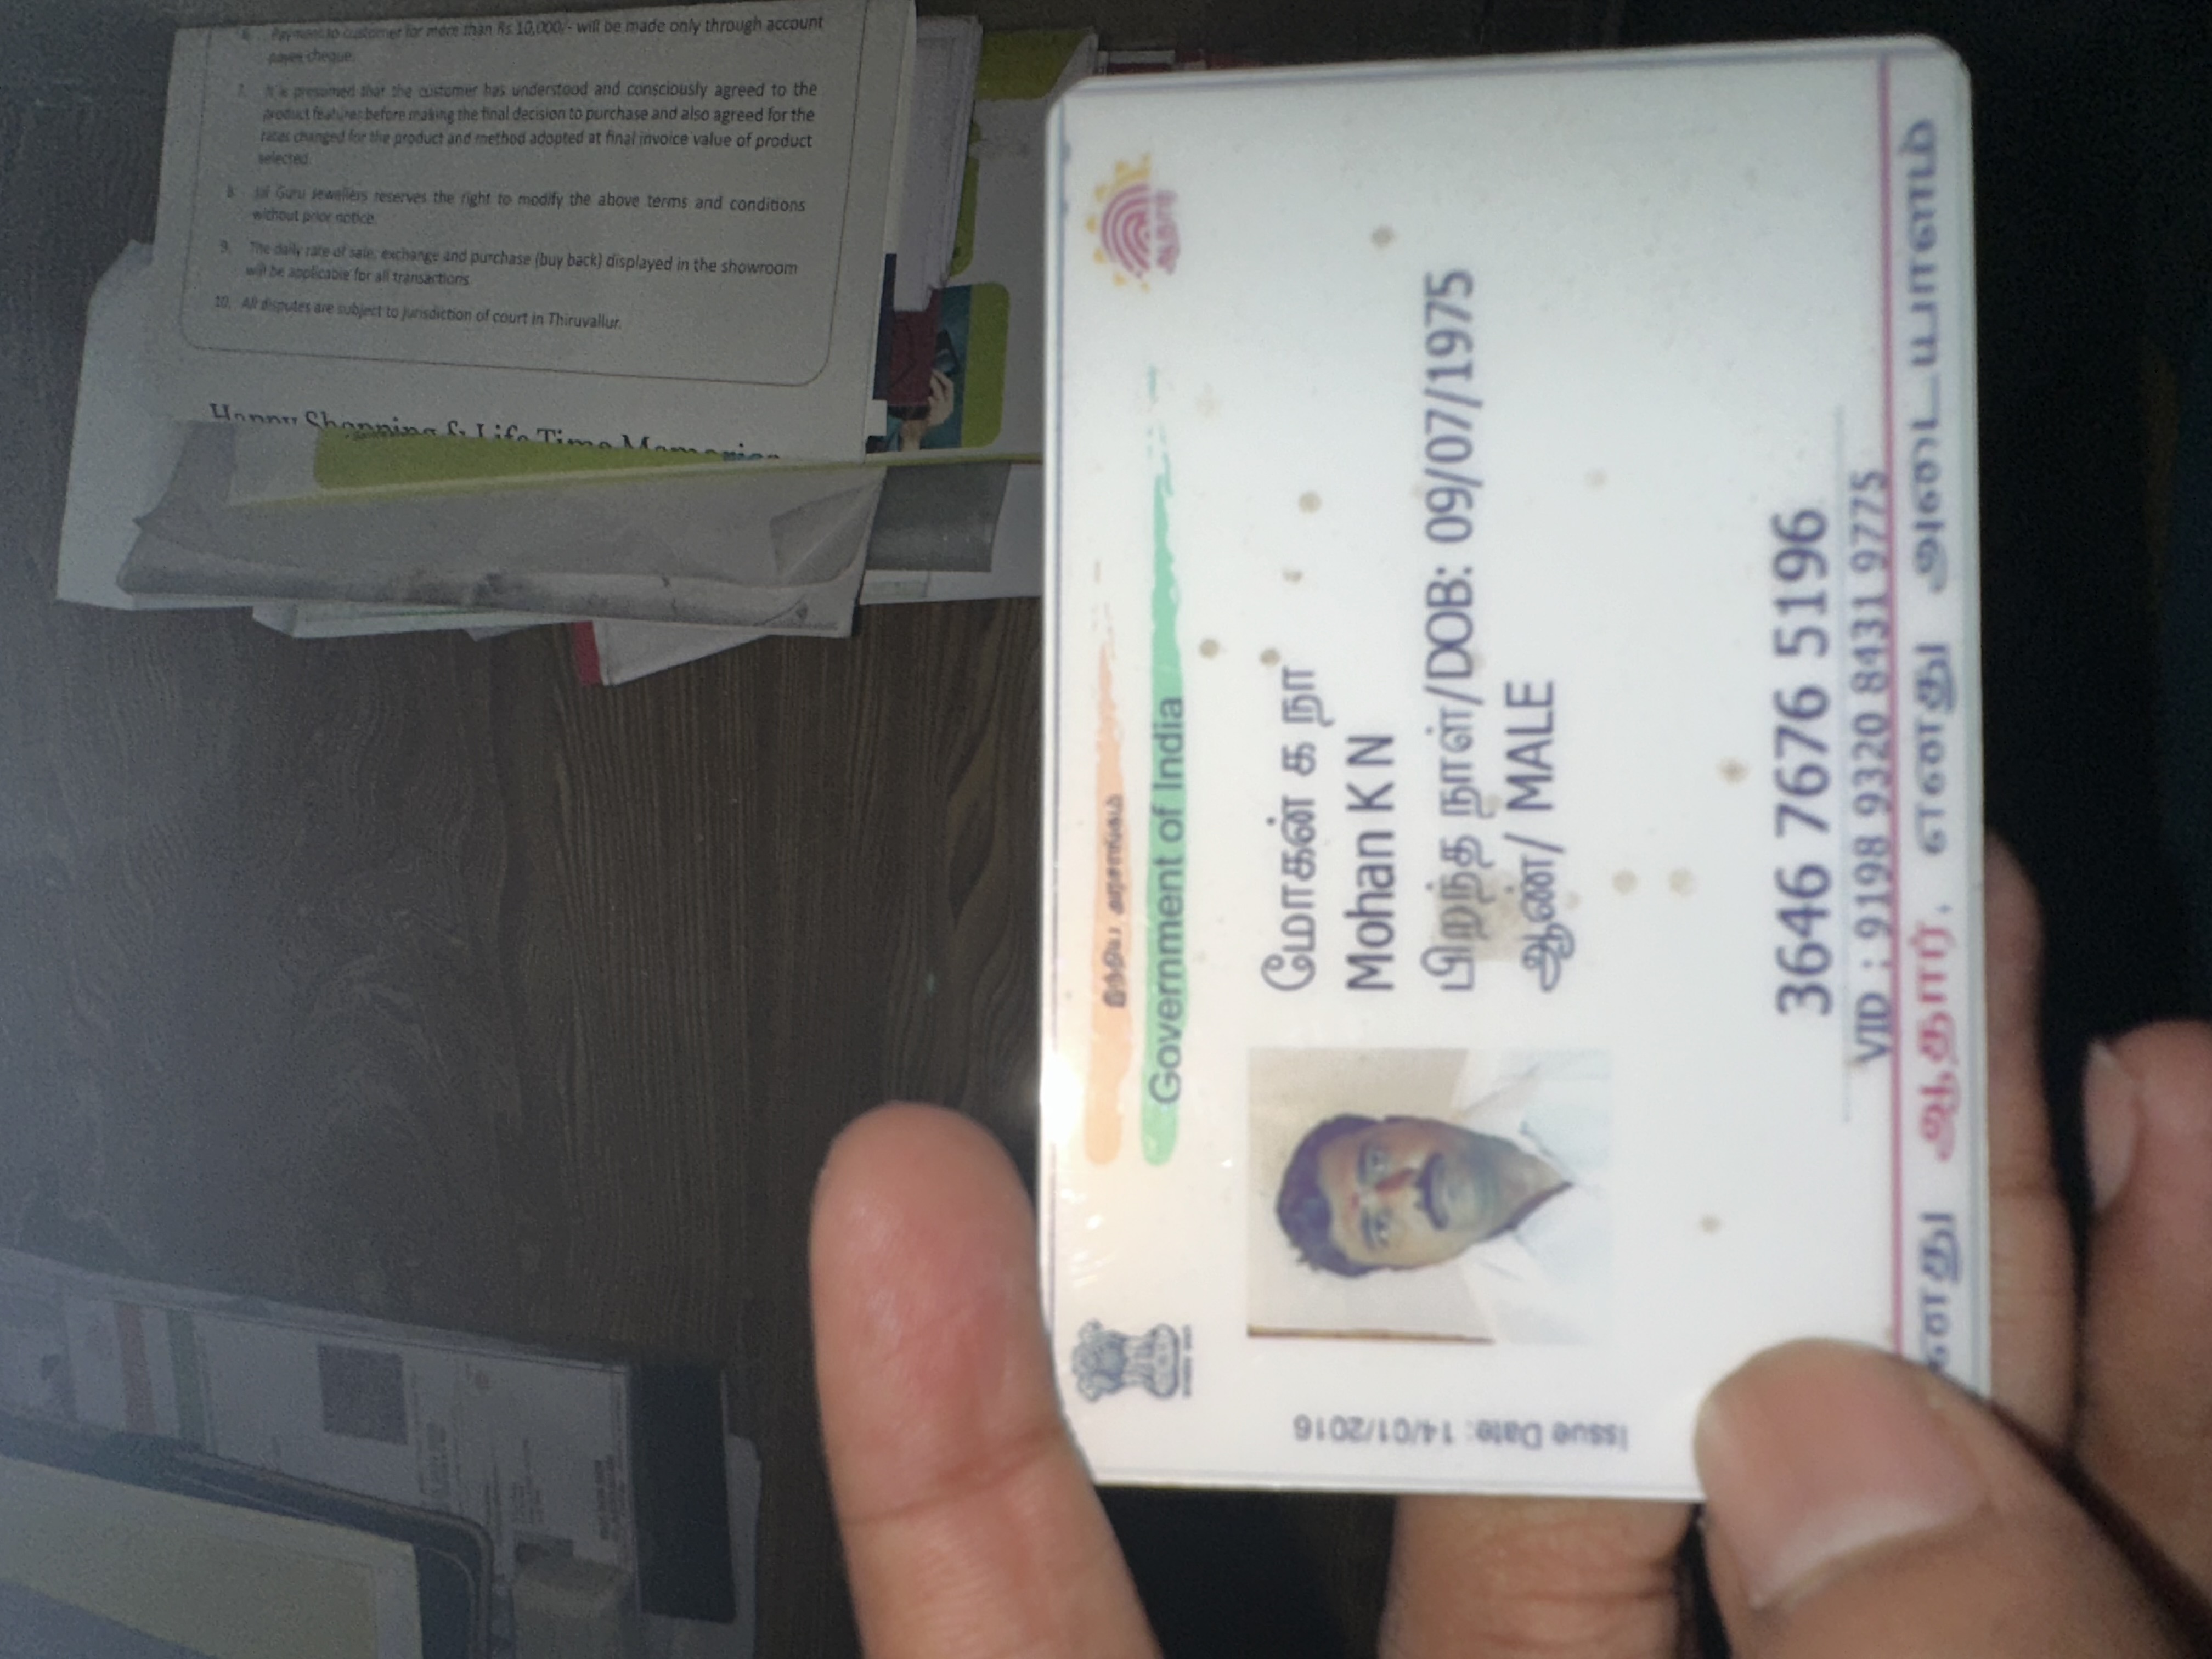 இந்திய அரசாங்கம்
Government of India
ஆதார்
Issue Date: 14/01/2016
மோகன் க நா
Mohan K N
பிறந்த நாள்/DOB: 09/07/1975
ஆண்/ MALE
3646 7676 5196
VID : 9198 9320 8431 9775
னது ஆதார், எனது அடையாளம்
to customer for more than Rs 10,000/- will be made only through account
payee cheque.
7. It is presumed that the customer has understood and consciously agreed to the
product feature before making the final decision to purchase and also agreed for the
rates changed for the product and method adopted at final invoice value of product
selected.
8. Guru Jewellers reserves the right to modify the above terms and conditions
without prior notice.
9. The daily rate of sale, exchange and purchase (buy back) displayed in the showroom
will be applicable for all transactions
10. All disputes are subject to jurisdiction of court in Thiruvallur.
Happy Shopping & Life Time Memories